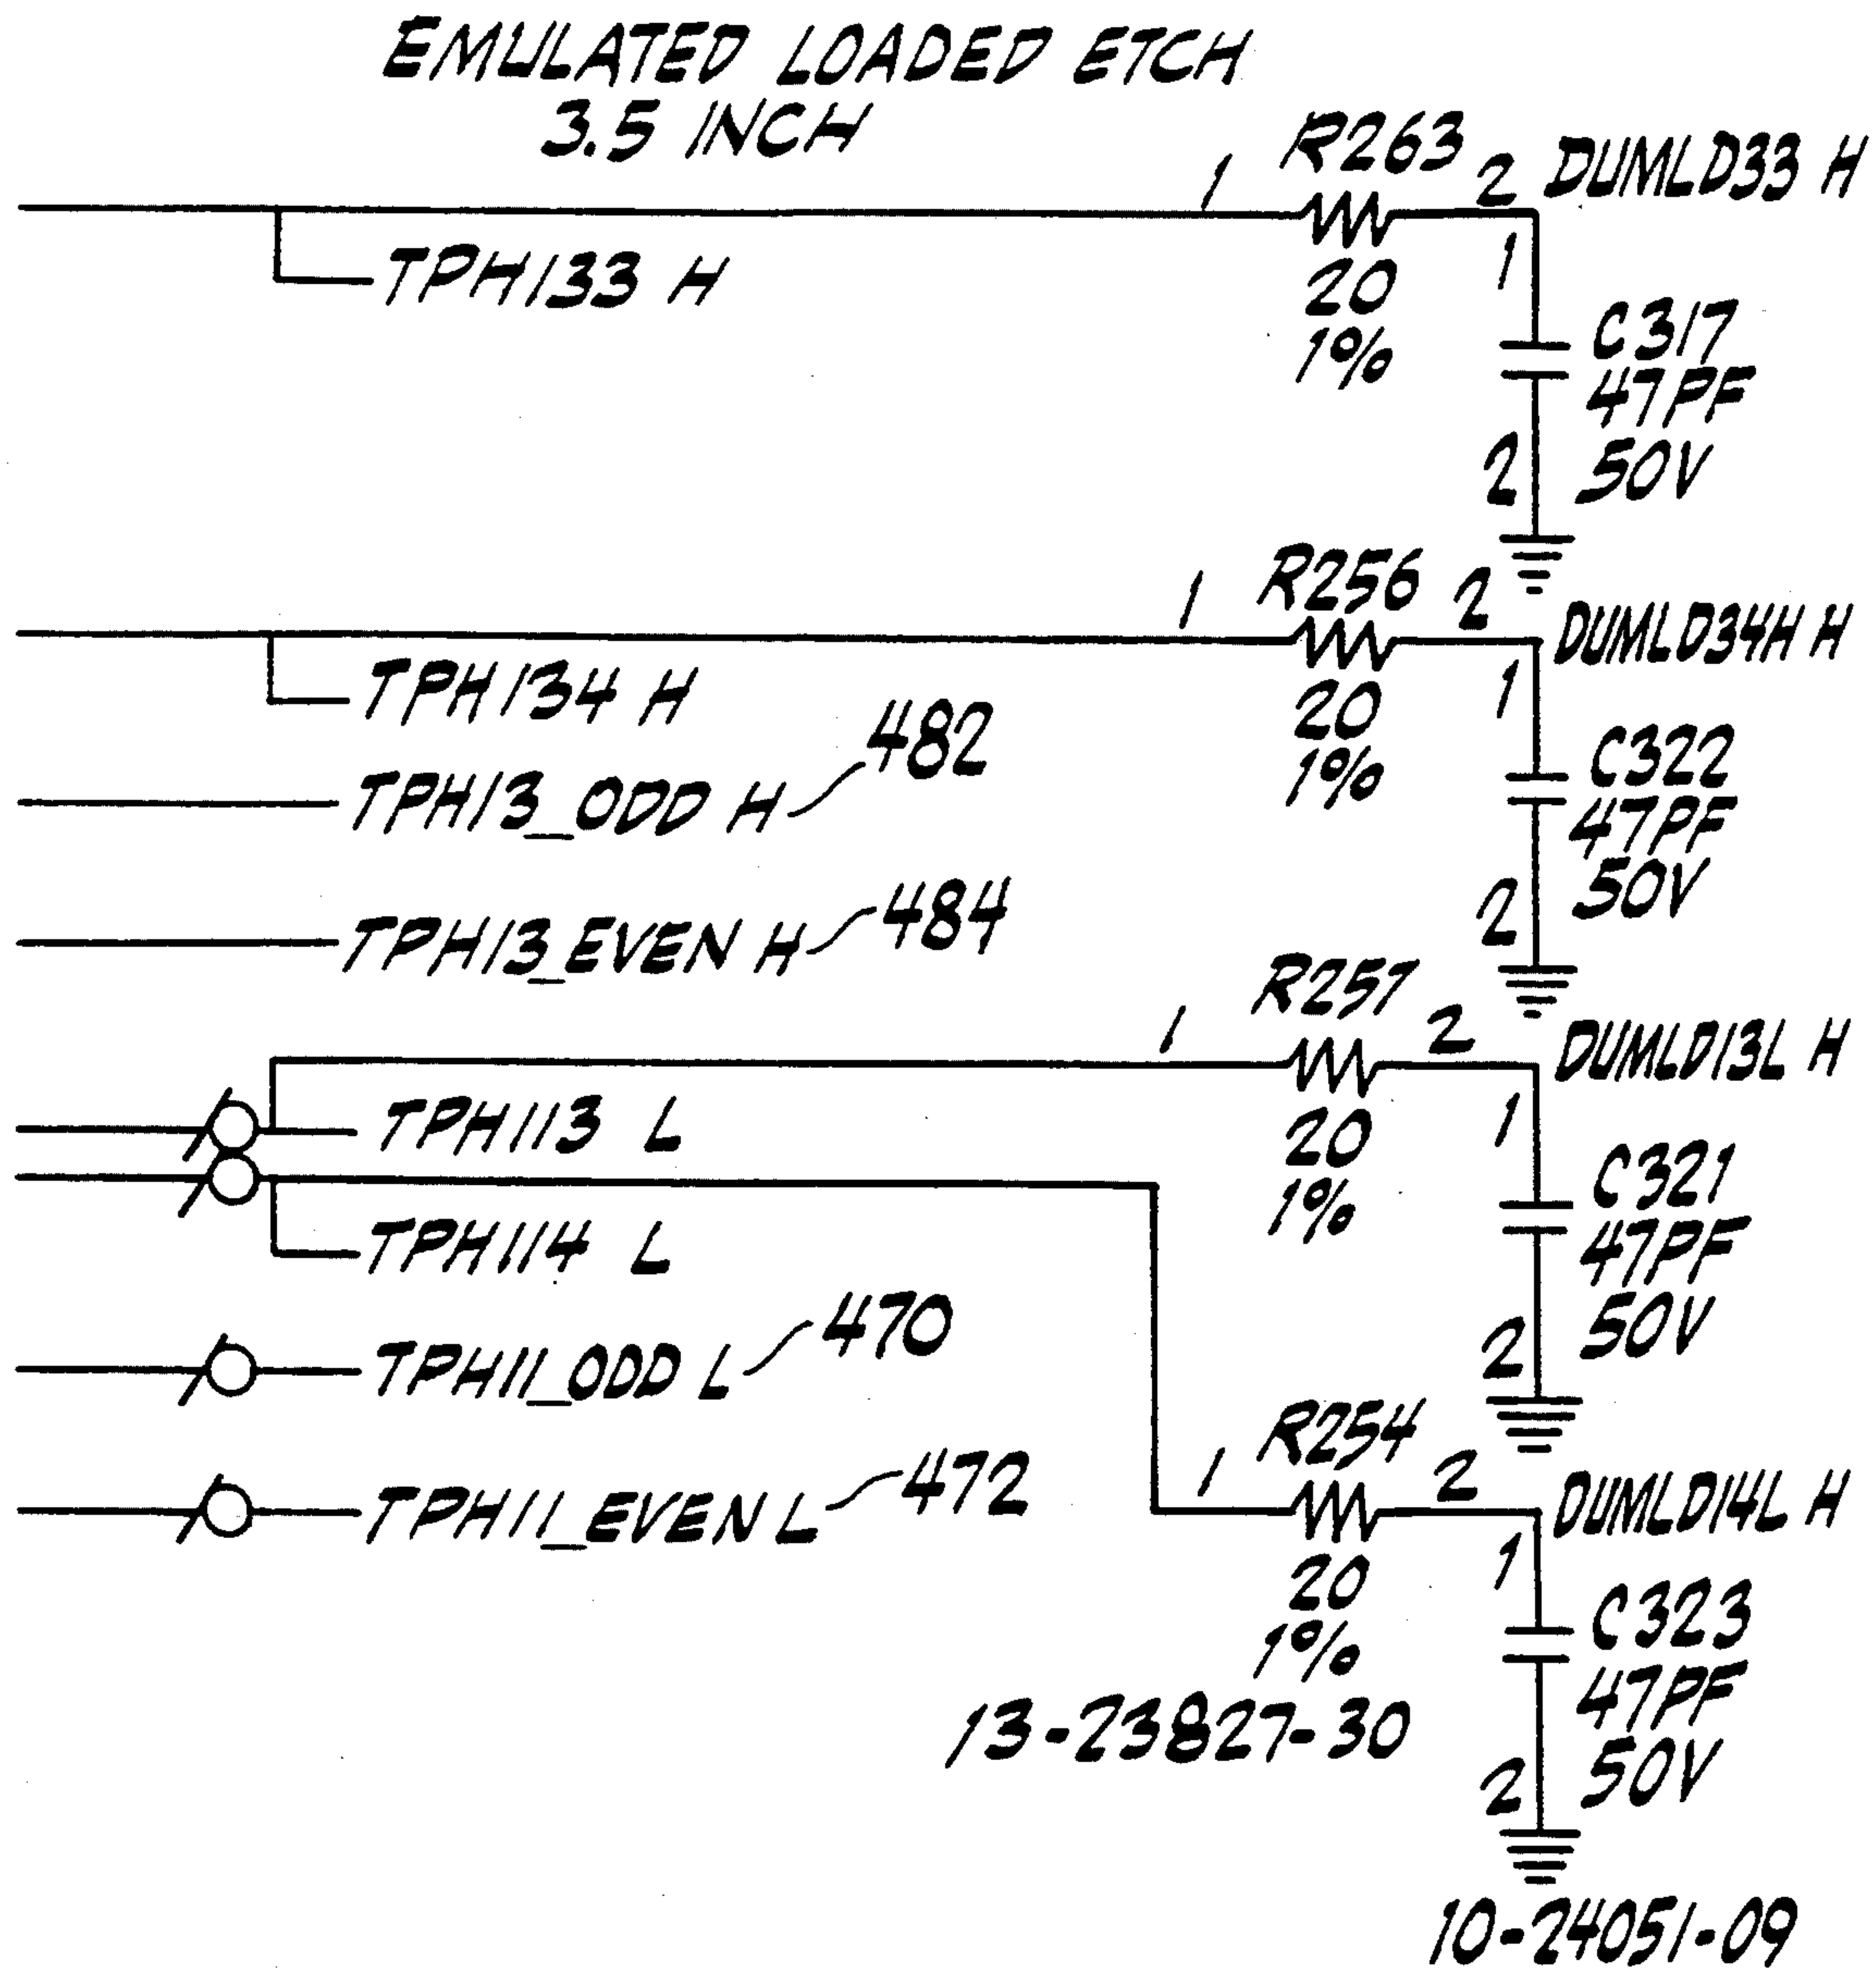 EMULATED LOADED ETCH
3.5 INCH
1
R263
2
DUMLD33 H
TPH133 H
20
1%
1
C317
47PF
50V
2
1
R256
2
DUMLD34H H
TPH134 H
20
1%
1
C322
47PF
50V
2
TPH13_ODD H
482
TPH13_EVEN H
484
1
R257
2
DUMLD13L H
TPH113 L
20
1%
1
C321
47PF
50V
2
TPH114 L
TPH11_ODD L
470
TPH11_EVEN L
472
1
R254
2
DUMLD14L H
20
1%
13-23827-30
1
C323
47PF
50V
2
10-24051-09